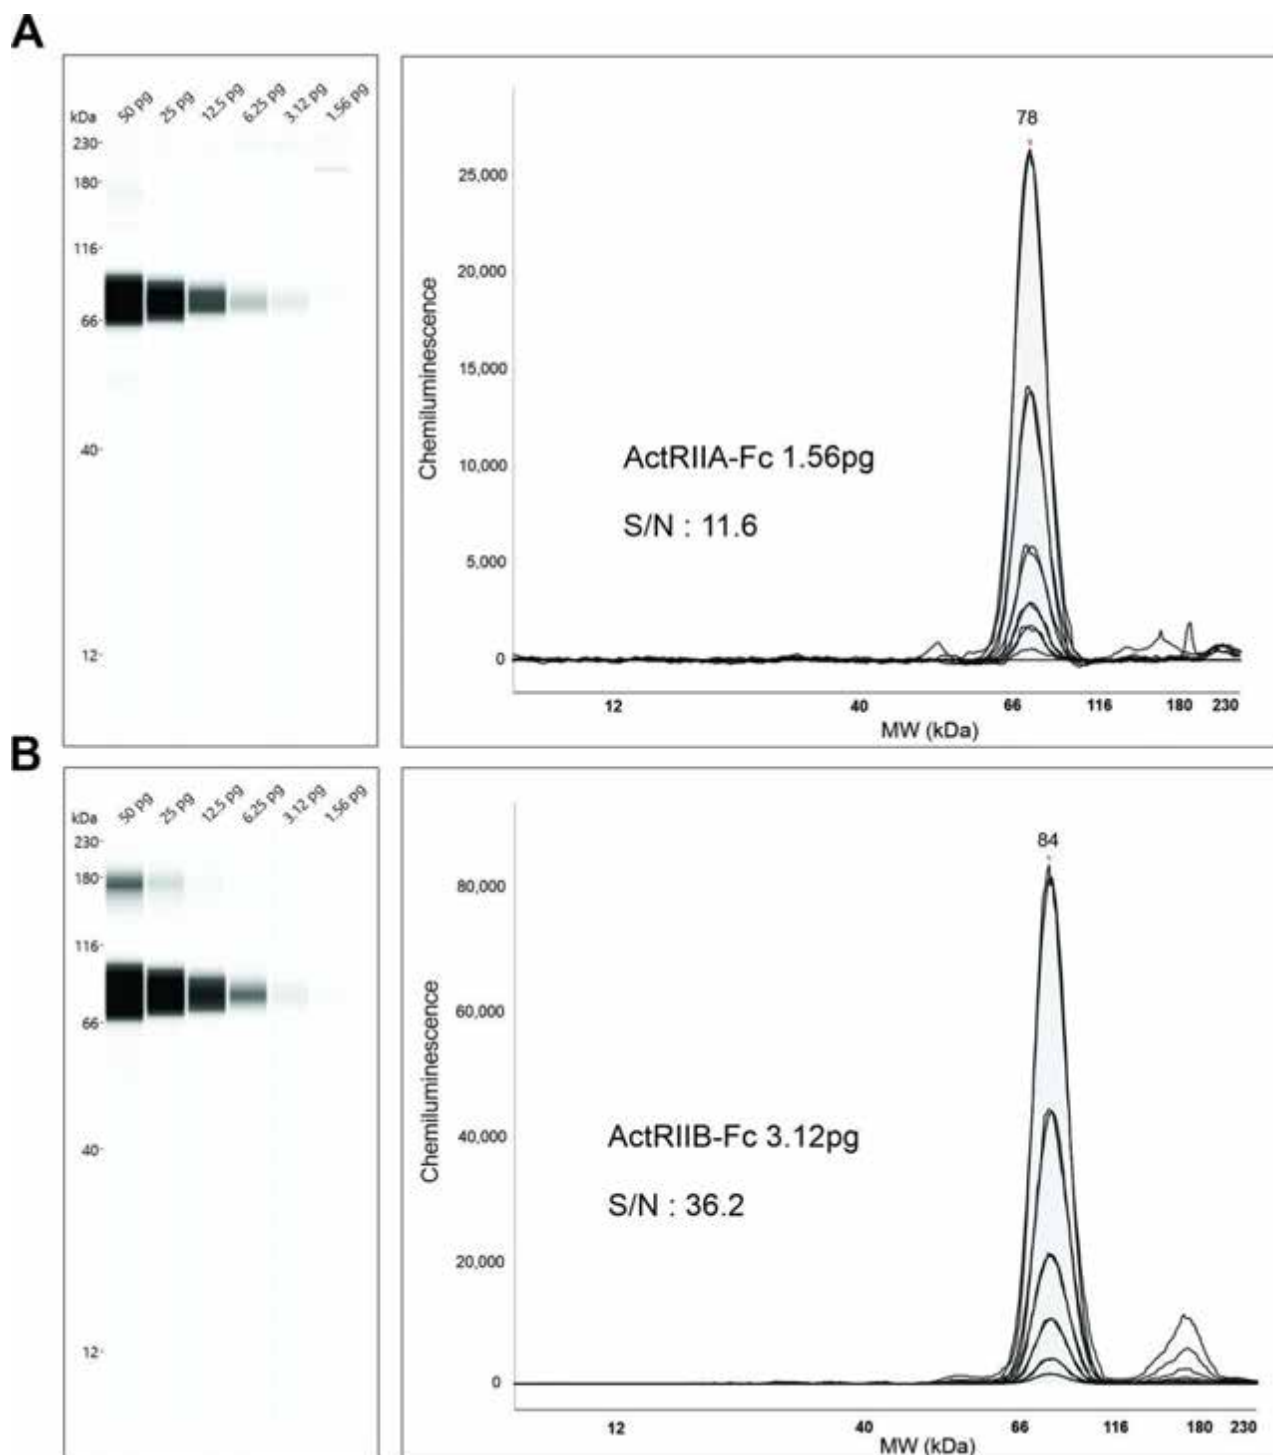 A
kDa 50 pg 25 pg 12.5 pg 6.25 pg 3.12 pg 1.56 pg
230
180
116
66
40
12
78
Chemiluminescence
25,000
20,000
15,000
10,000
5,000
0
ActRIIA-Fc 1.56pg
S/N : 11.6
12 40 66 116 180 230
MW (kDa)
B
kDa 50 pg 25 pg 12.5 pg 6.25 pg 3.12 pg 1.56 pg
230
180
116
66
40
12
84
Chemiluminescence
80,000
60,000
40,000
20,000
0
ActRIIB-Fc 3.12pg
S/N : 36.2
12 40 66 116 180 230
MW (kDa)